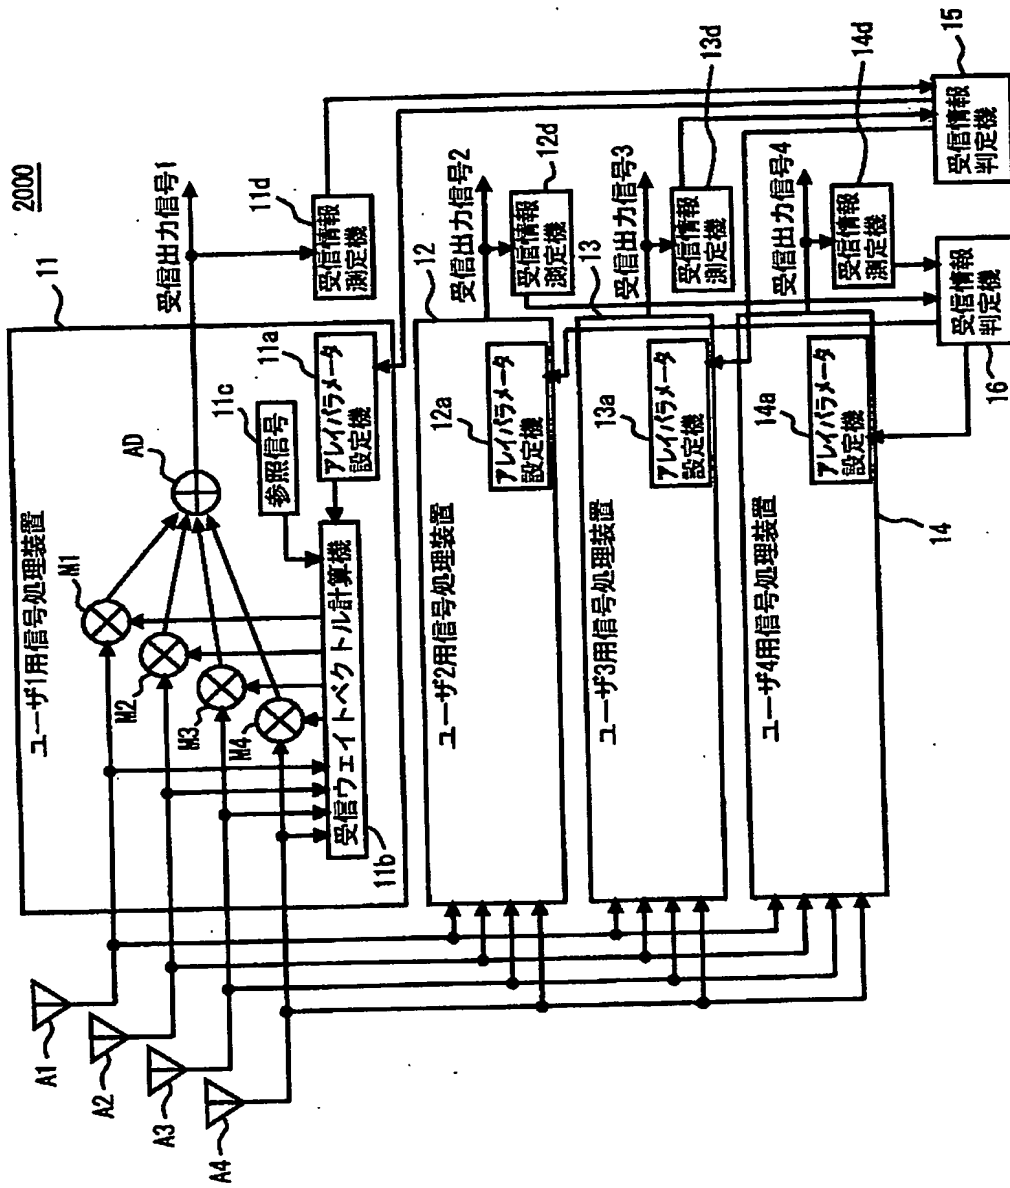 2000
11
ユーザ1用信号処理装置
A1
A2
A3
A4
M1
M2
M3
M4
AD
受信出力信号1
11c
参照信号
11a
アレイパラメータ
設定機
11d
受信情報
測定機
受信ウェイトベクトル計算機
11b
12
ユーザ2用信号処理装置
12a
アレイパラメータ
設定機
受信出力信号2
12d
受信情報
測定機
13
ユーザ3用信号処理装置
13a
アレイパラメータ
設定機
受信出力信号3
13d
受信情報
測定機
14
ユーザ4用信号処理装置
14a
アレイパラメータ
設定機
受信出力信号4
14d
受信情報
測定機
15
受信情報
判定機
16
受信情報
判定機